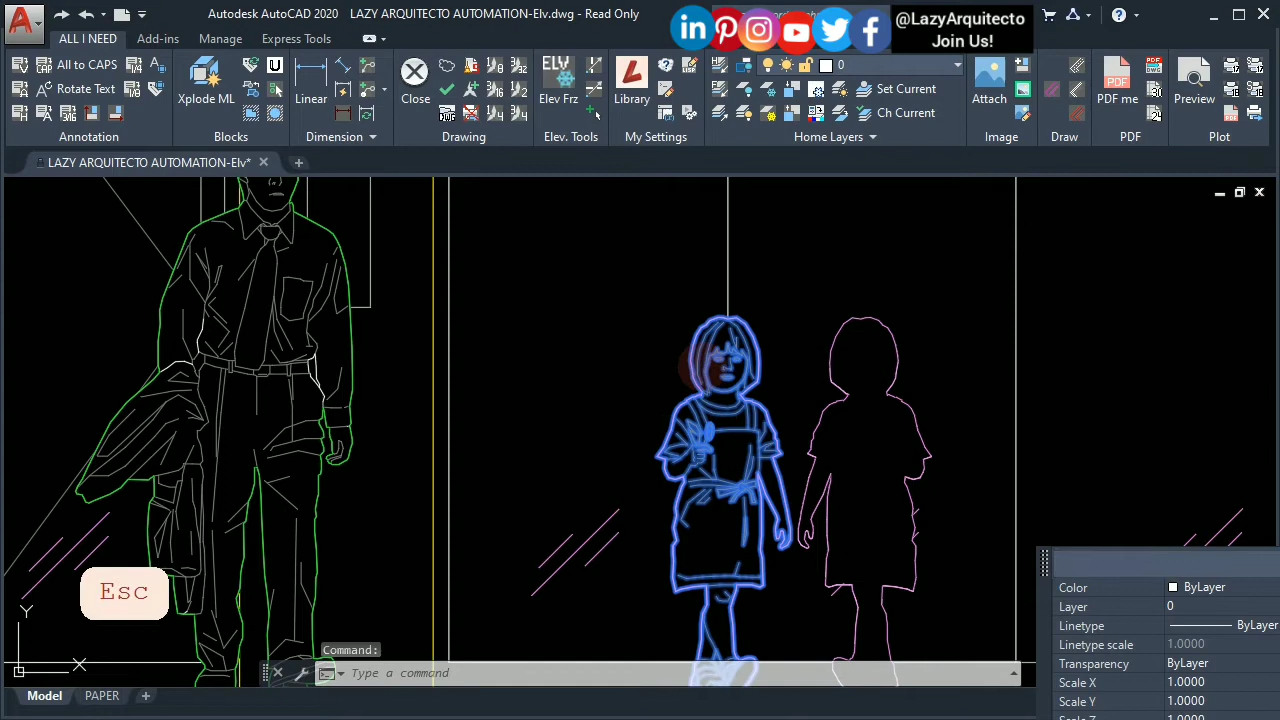 Autodesk AutoCAD 2020
LAZY ARQUITECTO AUTOMATION-Elv.dwg - Read Only
@LazyArquitecto
Join Us!
ALL I NEED
Add-ins
Manage
Express Tools
All to CAPS
Rotate Text
Annotation
Xplode ML
Blocks
Linear
Dimension
Close
Drawing
ELV
Elev Frz
Elev. Tools
Library
My Settings
0
Set Current
Ch Current
Home Layers
Attach
Image
Draw
PDF
PDF me
PDF
Preview
Plot
LAZY ARQUITECTO AUTOMATION-Elv*
Esc
Y
X
Command:
Type a command
Color
ByLayer
Layer
0
Linetype
ByLayer
Linetype scale
1.0000
Transparency
ByLayer
Scale X
1.0000
Scale Y
1.0000
Model
PAPER